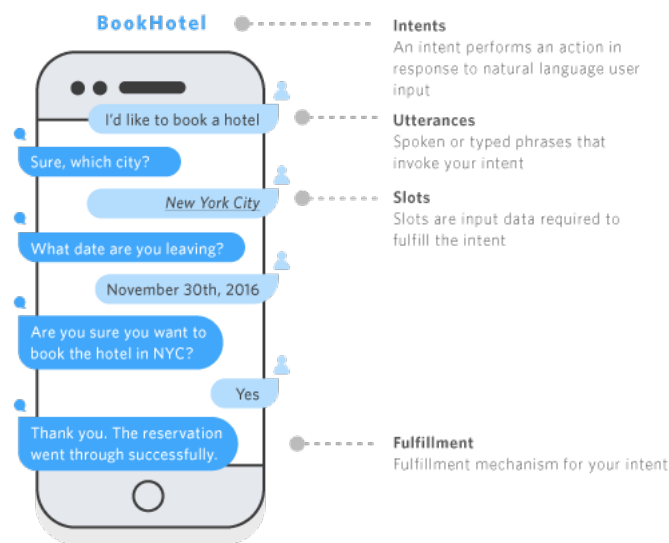 BookHotel
Intents
An intent performs an action in
response to natural language user
input
I'd like to book a hotel
Utterances
Spoken or typed phrases that
invoke your intent
Sure, which city?
New York City
Slots
Slots are input data required to
fulfill the intent
What date are you leaving?
November 30th, 2016
Are you sure you want to
book the hotel in NYC?
Yes
Thank you. The reservation
went through successfully.
Fulfillment
Fulfillment mechanism for your intent